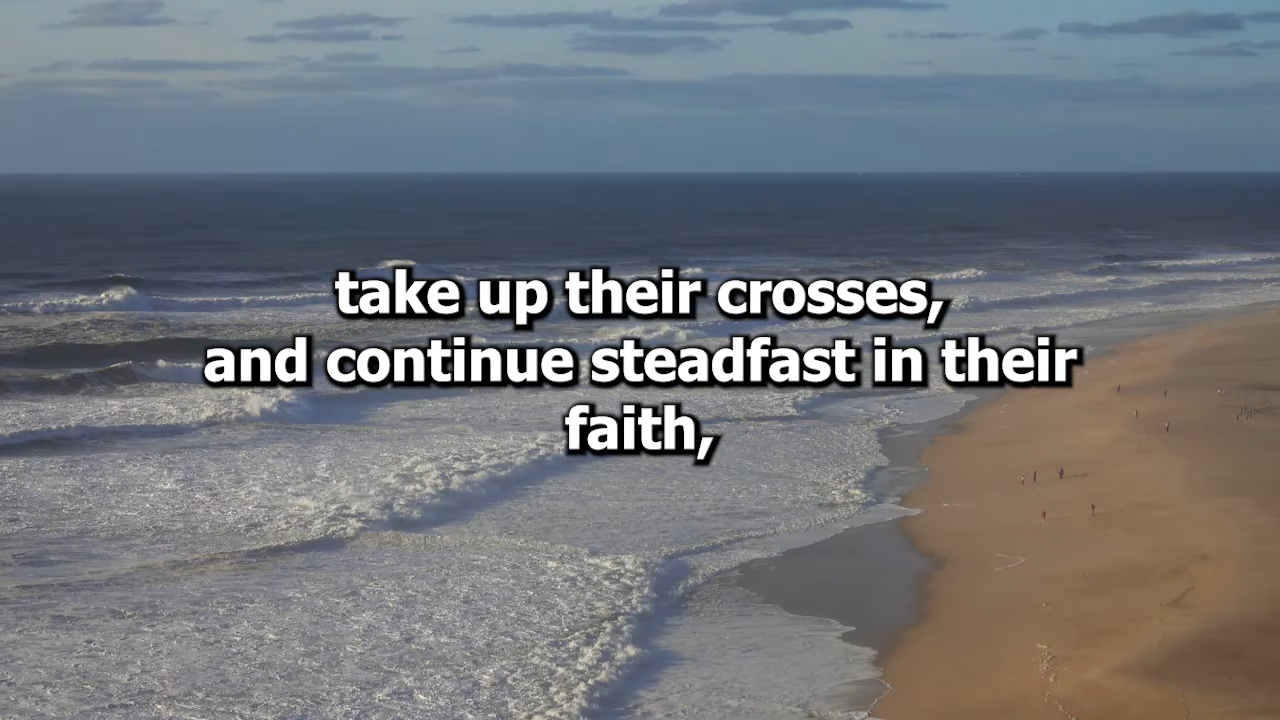 take up their crosses,
and continue steadfast in their
faith,